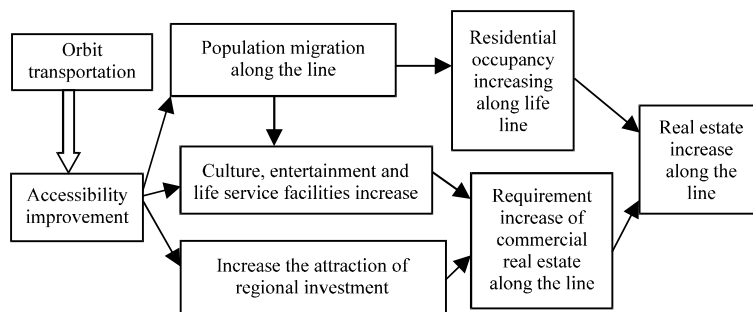 Orbit
transportation
Population migration
along the line
Residential
occupancy
increasing
along life
line
Real estate
increase
along the
line
Accessibility
improvement
Culture, entertainment and
life service facilities increase
Requirement
increase of
commercial
real estate
along the line
Increase the attraction of
regional investment